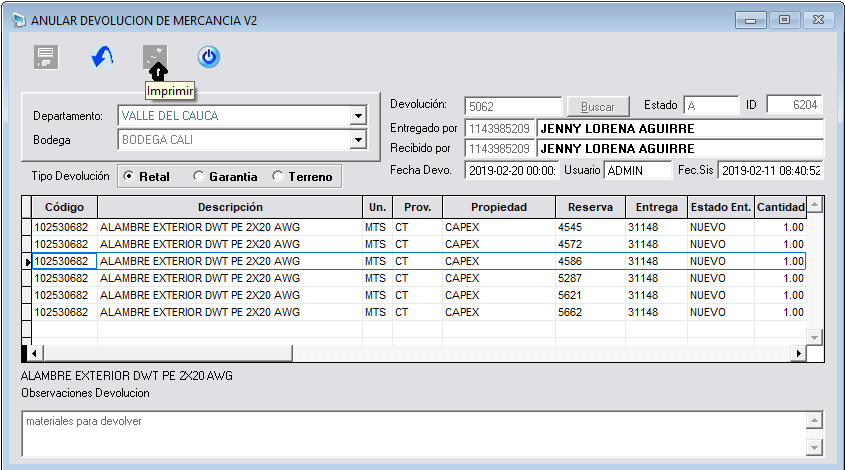 ANULAR DEVOLUCION DE MERCANCIA V2
Imprimir
Departamento: VALLE DEL CAUCA
Bodega BODEGA CALI
Devolución: 5062 Buscar Estado A ID 6204
Entregado por 1143985209 JENNY LORENA AGUIRRE
Recibido por 1143985209 JENNY LORENA AGUIRRE
Fecha Devo. 2019-02-20 00:00: Usuario ADMIN Fec.Sis 2019-02-11 08:40:52
Tipo Devolución Retal Garantia Terreno
Código Descripción Un. Prov. Propiedad Reserva Entrega Estado Ent. Cantidad
102530682 ALAMBRE EXTERIOR DWT PE 2X20 AWG MTS CT CAPEX 4545 31148 NUEVO 1.00
102530682 ALAMBRE EXTERIOR DWT PE 2X20 AWG MTS CT CAPEX 4572 31148 NUEVO 1.00
102530682 ALAMBRE EXTERIOR DWT PE 2X20 AWG MTS CT CAPEX 4586 31148 NUEVO 1.00
102530682 ALAMBRE EXTERIOR DWT PE 2X20 AWG MTS CT CAPEX 5287 31148 NUEVO 1.00
102530682 ALAMBRE EXTERIOR DWT PE 2X20 AWG MTS CT CAPEX 5621 31148 NUEVO 1.00
102530682 ALAMBRE EXTERIOR DWT PE 2X20 AWG MTS CT CAPEX 5662 31148 NUEVO 1.00
ALAMBRE EXTERIOR DWT PE 2X20 AWG
Observaciones Devolucion
materiales para devolver